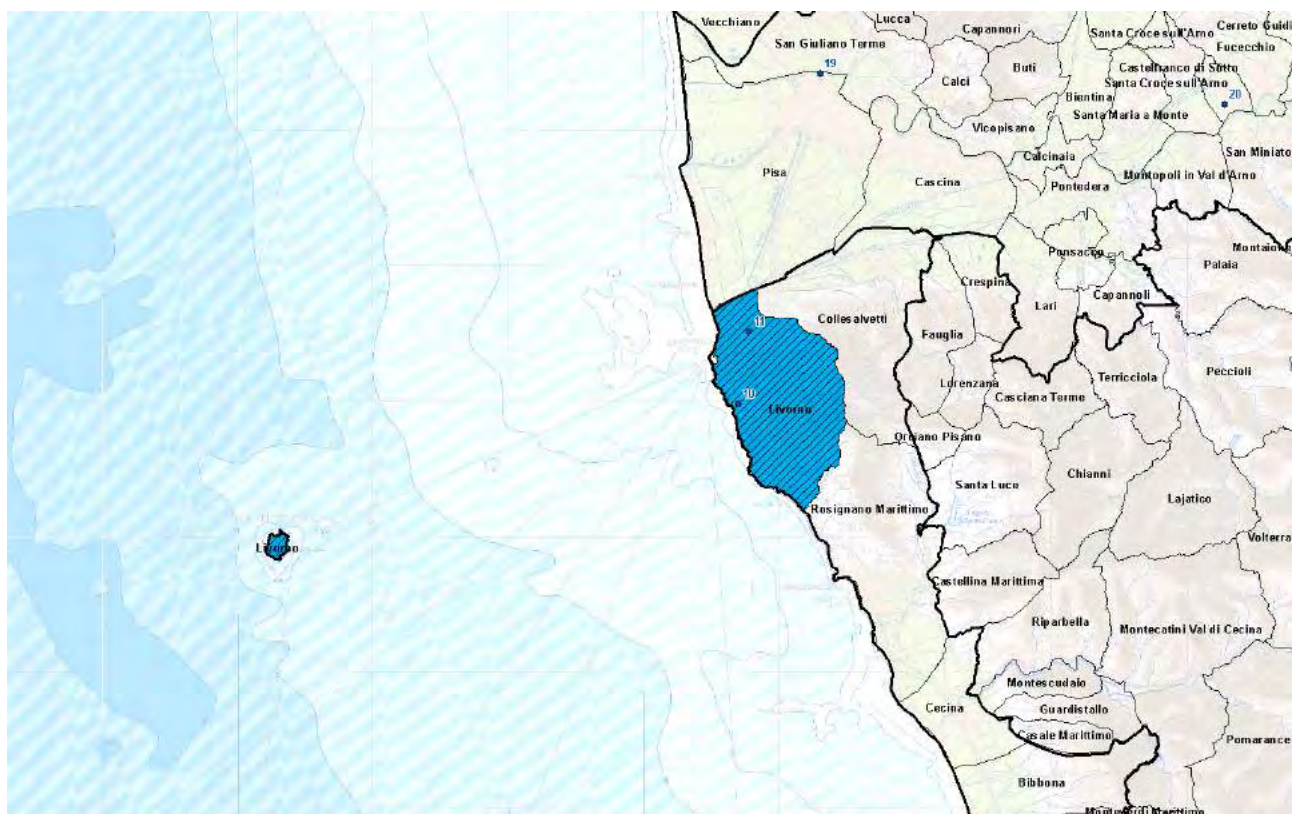 Vecchiano
Lucca
Capannori
Santa Croce sull'Arno
Cerreto Guidi
San Giuliano Terme
Fucecchio
19
Calci
Buti
Castelfranco di Sotto
Santa Croce sull'Arno
Bientina
20
Santa Maria a Monte
Vicopisano
Calcinaia
San Miniato
Montopoli in Val d'Arno
Pisa
Cascina
Pontedera
Ponsacco
Montaione
Palaia
Crespina
Capannoli
Lari
Collesalvetti
Fauglia
11
Lorenzana
Terricciola
Peccioli
Casciana Terme
10
Livorno
Orciano Pisano
Chianni
Santa Luce
Lajatico
Rosignano Marittimo
Volterra
Livorno
Castellina Marittima
Riparbella
Montecatini Val di Cecina
Montescudaio
Cecina
Guardistallo
Casale Marittimo
Pomarance
Bibbona
Monteverdi Marittimo